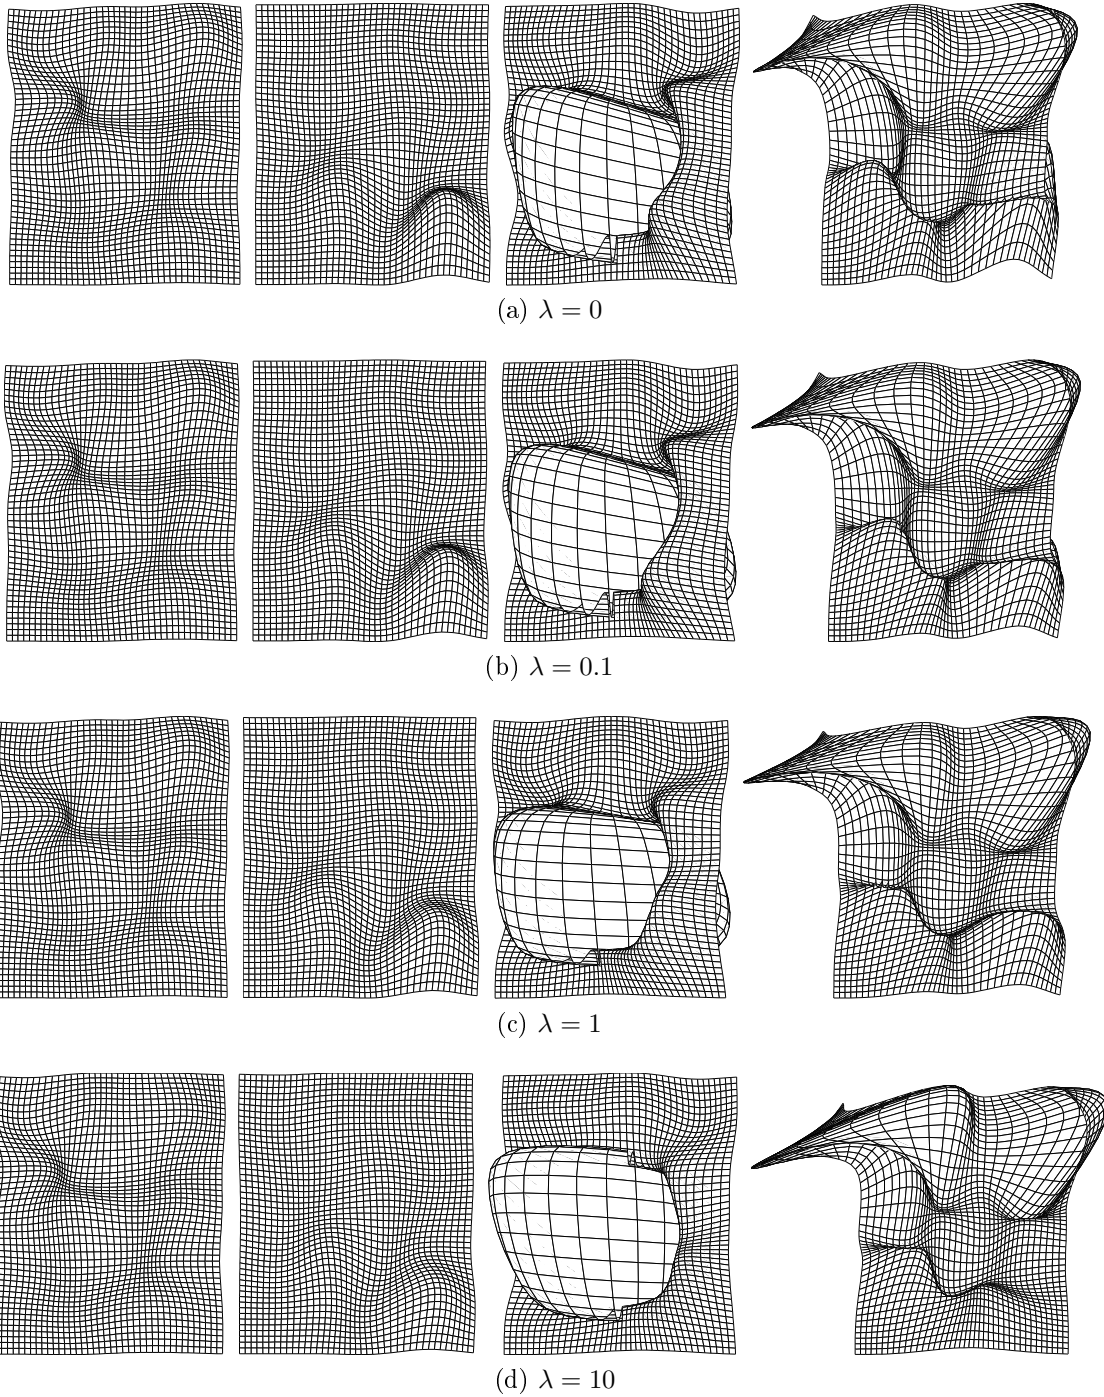 (a) λ = 0
(b) λ = 0.1
(c) λ = 1
(d) λ = 10